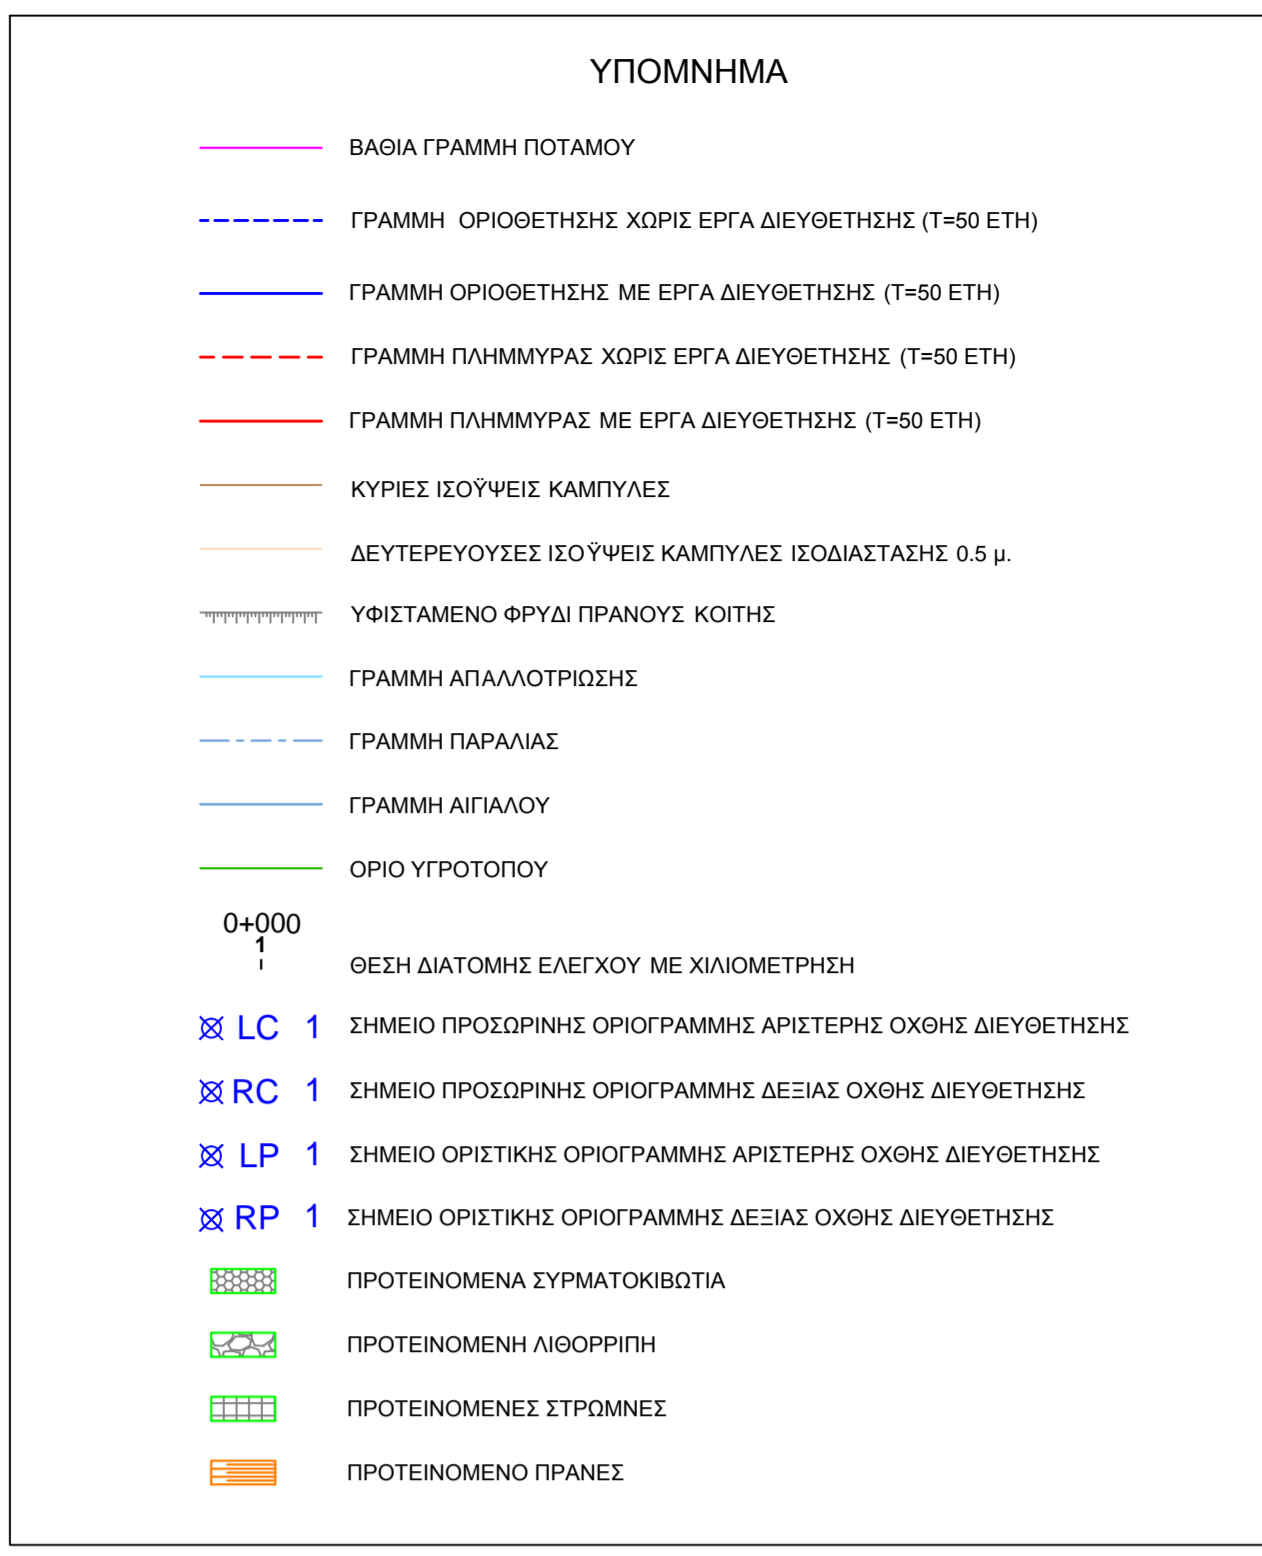 ΥΠΟΜΝΗΜΑ
ΒΑΘΙΑ ΓΡΑΜΜΗ ΠΟΤΑΜΟΥ
ΓΡΑΜΜΗ ΟΡΙΟΘΕΤΗΣΗΣ ΧΩΡΙΣ ΕΡΓΑ ΔΙΕΥΘΕΤΗΣΗΣ (Τ=50 ΕΤΗ)
ΓΡΑΜΜΗ ΟΡΙΟΘΕΤΗΣΗΣ ΜΕ ΕΡΓΑ ΔΙΕΥΘΕΤΗΣΗΣ (Τ=50 ΕΤΗ)
ΓΡΑΜΜΗ ΠΛΗΜΜΥΡΑΣ ΧΩΡΙΣ ΕΡΓΑ ΔΙΕΥΘΕΤΗΣΗΣ (Τ=50 ΕΤΗ)
ΓΡΑΜΜΗ ΠΛΗΜΜΥΡΑΣ ΜΕ ΕΡΓΑ ΔΙΕΥΘΕΤΗΣΗΣ (Τ=50 ΕΤΗ)
ΚΥΡΙΕΣ ΙΣΟΫΨΕΙΣ ΚΑΜΠΥΛΕΣ
ΔΕΥΤΕΡΕΥΟΥΣΕΣ ΙΣΟΫΨΕΙΣ ΚΑΜΠΥΛΕΣ ΙΣΟΔΙΑΣΤΑΣΗΣ 0.5 μ.
ΥΦΙΣΤΑΜΕΝΟ ΦΡΥΔΙ ΠΡΑΝΟΥΣ ΚΟΙΤΗΣ
ΓΡΑΜΜΗ ΑΠΑΛΛΟΤΡΙΩΣΗΣ
ΓΡΑΜΜΗ ΠΑΡΑΛΙΑΣ
ΓΡΑΜΜΗ ΑΙΓΙΑΛΟΥ
ΟΡΙΟ ΥΓΡΟΤΟΠΟΥ
0+000
1
ΘΕΣΗ ΔΙΑΤΟΜΗΣ ΕΛΕΓΧΟΥ ΜΕ ΧΙΛΙΟΜΕΤΡΗΣΗ
LC 1 ΣΗΜΕΙΟ ΠΡΟΣΩΡΙΝΗΣ ΟΡΙΟΓΡΑΜΜΗΣ ΑΡΙΣΤΕΡΗΣ ΟΧΘΗΣ ΔΙΕΥΘΕΤΗΣΗΣ
RC 1 ΣΗΜΕΙΟ ΠΡΟΣΩΡΙΝΗΣ ΟΡΙΟΓΡΑΜΜΗΣ ΔΕΞΙΑΣ ΟΧΘΗΣ ΔΙΕΥΘΕΤΗΣΗΣ
LP 1 ΣΗΜΕΙΟ ΟΡΙΣΤΙΚΗΣ ΟΡΙΟΓΡΑΜΜΗΣ ΑΡΙΣΤΕΡΗΣ ΟΧΘΗΣ ΔΙΕΥΘΕΤΗΣΗΣ
RP 1 ΣΗΜΕΙΟ ΟΡΙΣΤΙΚΗΣ ΟΡΙΟΓΡΑΜΜΗΣ ΔΕΞΙΑΣ ΟΧΘΗΣ ΔΙΕΥΘΕΤΗΣΗΣ
ΠΡΟΤΕΙΝΟΜΕΝΑ ΣΥΡΜΑΤΟΚΙΒΩΤΙΑ
ΠΡΟΤΕΙΝΟΜΕΝΗ ΛΙΘΟΡΡΙΠΗ
ΠΡΟΤΕΙΝΟΜΕΝΕΣ ΣΤΡΩΜΝΕΣ
ΠΡΟΤΕΙΝΟΜΕΝΟ ΠΡΑΝΕΣ